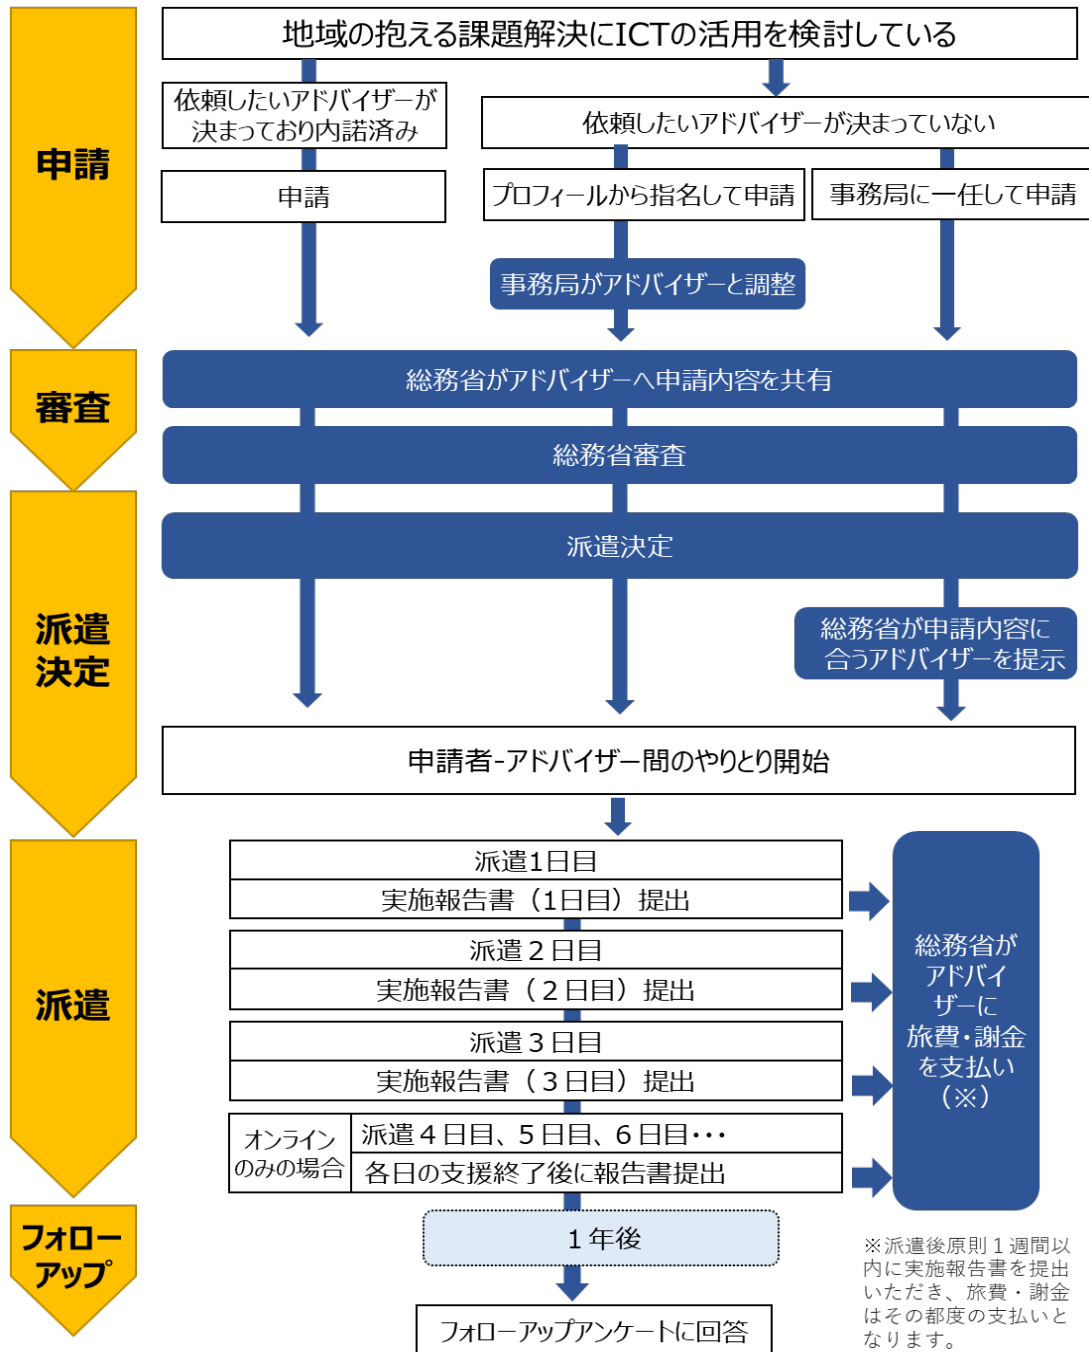 申請
地域の抱える課題解決にICTの活用を検討している
依頼したいアドバイザーが
決まっており内諾済み
依頼したいアドバイザーが決まっていない
申請
プロフィールから指名して申請
事務局に一任して申請
事務局がアドバイザーと調整
審査
総務省がアドバイザーへ申請内容を共有
総務省審査
派遣
決定
派遣決定
総務省が申請内容に
合うアドバイザーを提示
申請者-アドバイザー間のやりとり開始
派遣
派遣1日目
実施報告書（1日目）提出
派遣２日目
実施報告書（２日目）提出
派遣３日目
実施報告書（３日目）提出
オンライン
のみの場合
派遣４日目、５日目、６日目・・・
各日の支援終了後に報告書提出
総務省が
アドバイ
ザーに
旅費・謝金
を支払い
（※）
フォロー
アップ
１年後
フォローアップアンケートに回答
※派遣後原則１週間以
内に実施報告書を提出
いただき、旅費・謝金
はその都度の支払いと
なります。